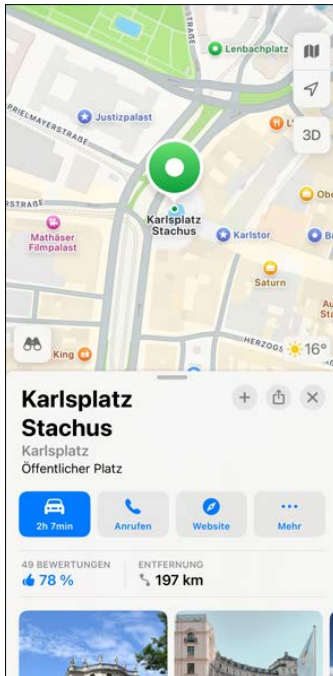 Lenbachplatz
Justizpalast
PRIELMAYERSTRAßE
3D
STRAßE
Karlsplatz
Stachus
Karlstor
Mathäser
Filmpalast
Saturn
King
HERZOGS
16°
Karlsplatz
Stachus
Karlsplatz
Öffentlicher Platz
2h 7min
Anrufen
Website
Mehr
49 BEWERTUNGEN
ENTFERNUNG
78 %
197 km